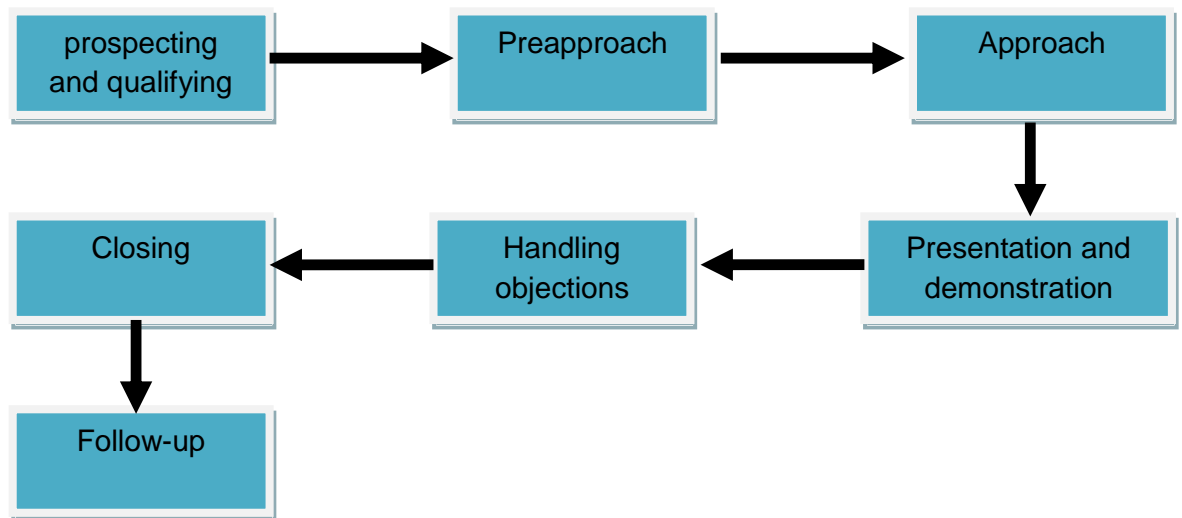 prospecting
and qualifying
Preapproach
Approach
Presentation and
demonstration
Handling
objections
Closing
Follow-up